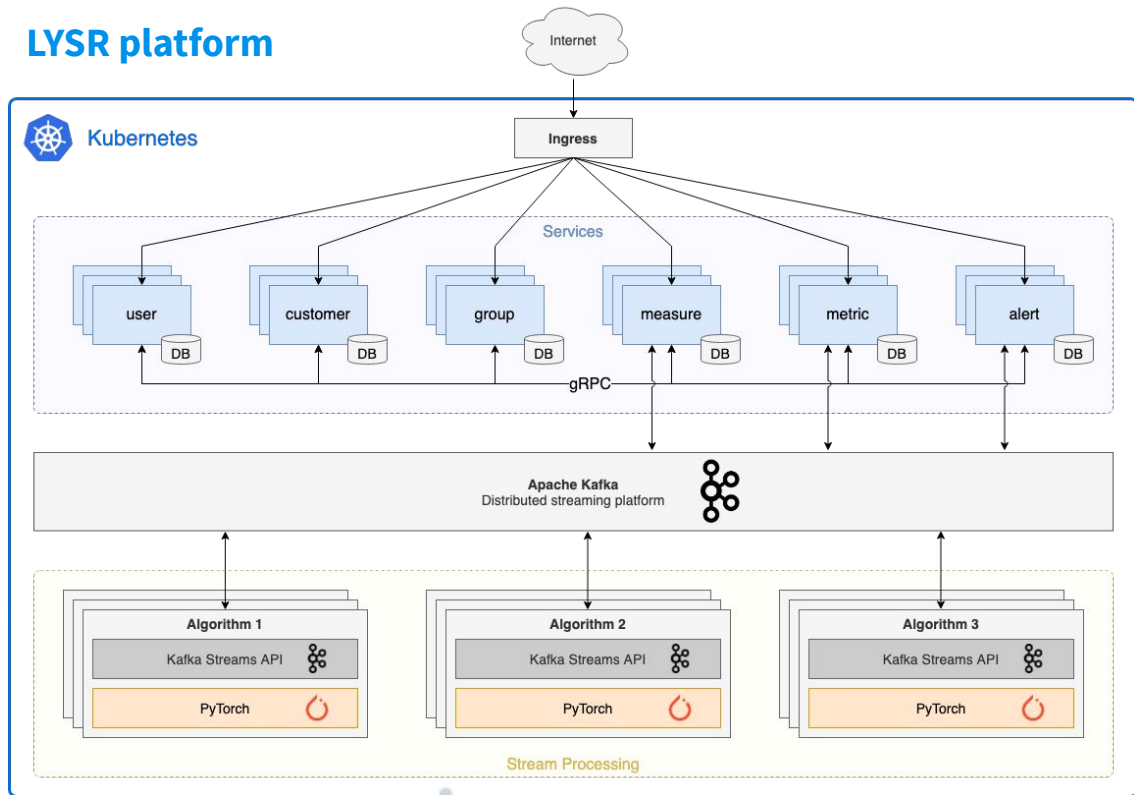 LYSR platform
Internet
Kubernetes
Ingress
Services
user
customer
group
measure
metric
alert
DB
DB
DB
DB
DB
DB
gRPC
Apache Kafka
Distributed streaming platform
Algorithm 1
Algorithm 2
Algorithm 3
Kafka Streams API
Kafka Streams API
Kafka Streams API
PyTorch
PyTorch
PyTorch
Stream Processing